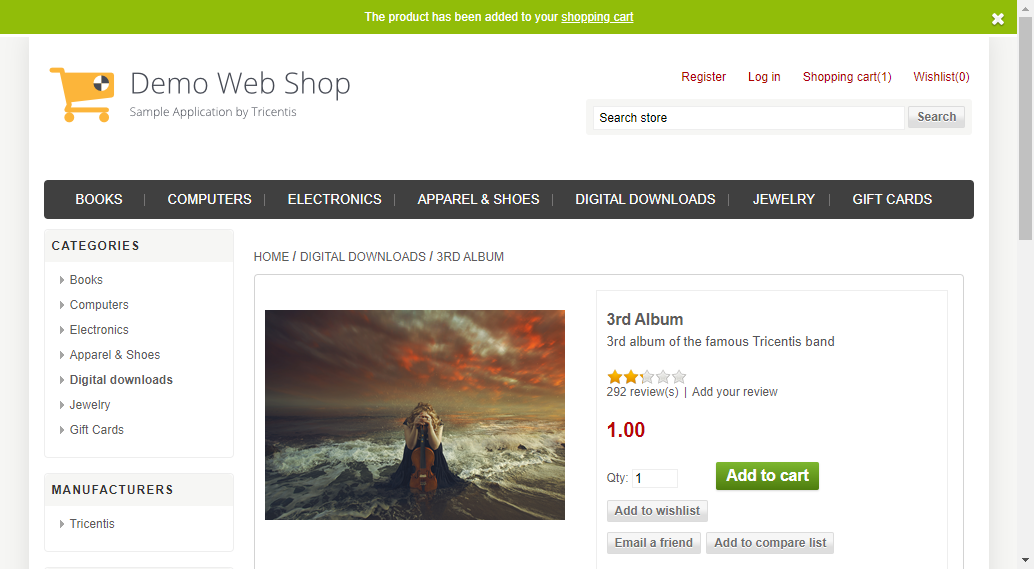 The product has been added to your shopping cart
Demo Web Shop
Sample Application by Tricentis
Register
Log in
Shopping cart(1)
Wishlist(0)
Search store
Search
BOOKS
COMPUTERS
ELECTRONICS
APPAREL & SHOES
DIGITAL DOWNLOADS
JEWELRY
GIFT CARDS
CATEGORIES
Books
Computers
Electronics
Apparel & Shoes
Digital downloads
Jewelry
Gift Cards
MANUFACTURERS
Tricentis
HOME / DIGITAL DOWNLOADS / 3RD ALBUM
3rd Album
3rd album of the famous Tricentis band
292 review(s) | Add your review
1.00
Qty: 1
Add to cart
Add to wishlist
Email a friend
Add to compare list